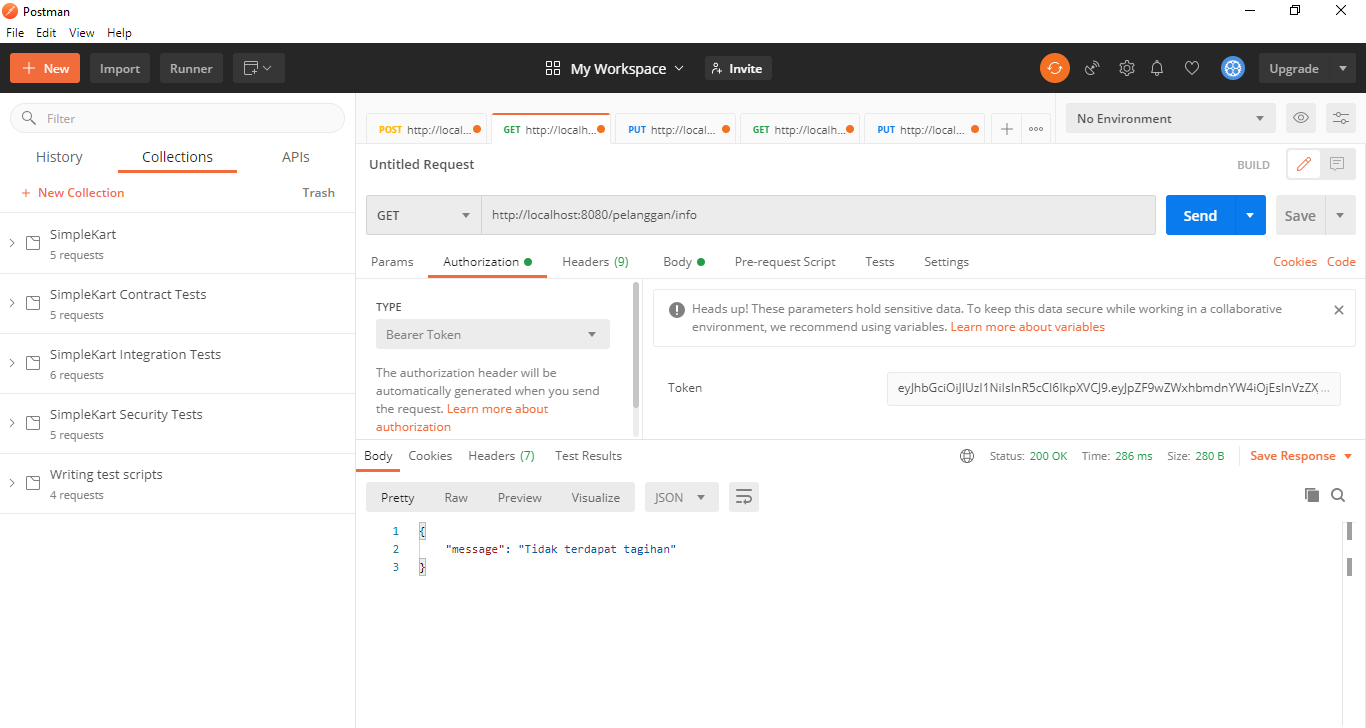 Postman
File Edit View Help
New Import Runner My Workspace Invite Upgrade
Filter
History Collections APIs
+ New Collection Trash
SimpleKart
5 requests
SimpleKart Contract Tests
5 requests
SimpleKart Integration Tests
6 requests
SimpleKart Security Tests
5 requests
Writing test scripts
4 requests
POST http://local... GET http://localh... PUT http://local... GET http://localh... PUT http://local... No Environment
Untitled Request BUILD
GET http://localhost:8080/pelanggan/info Send Save
Params Authorization Headers (9) Body Pre-request Script Tests Settings Cookies Code
TYPE
Bearer Token
The authorization header will be
automatically generated when you send
the request. Learn more about
authorization
Heads up! These parameters hold sensitive data. To keep this data secure while working in a collaborative
environment, we recommend using variables. Learn more about variables
Token
Body Cookies Headers (7) Test Results Status: 200 OK Time: 286 ms Size: 280 B Save Response
Pretty Raw Preview Visualize JSON
1 {
2 "message": "Tidak terdapat tagihan"
3 }